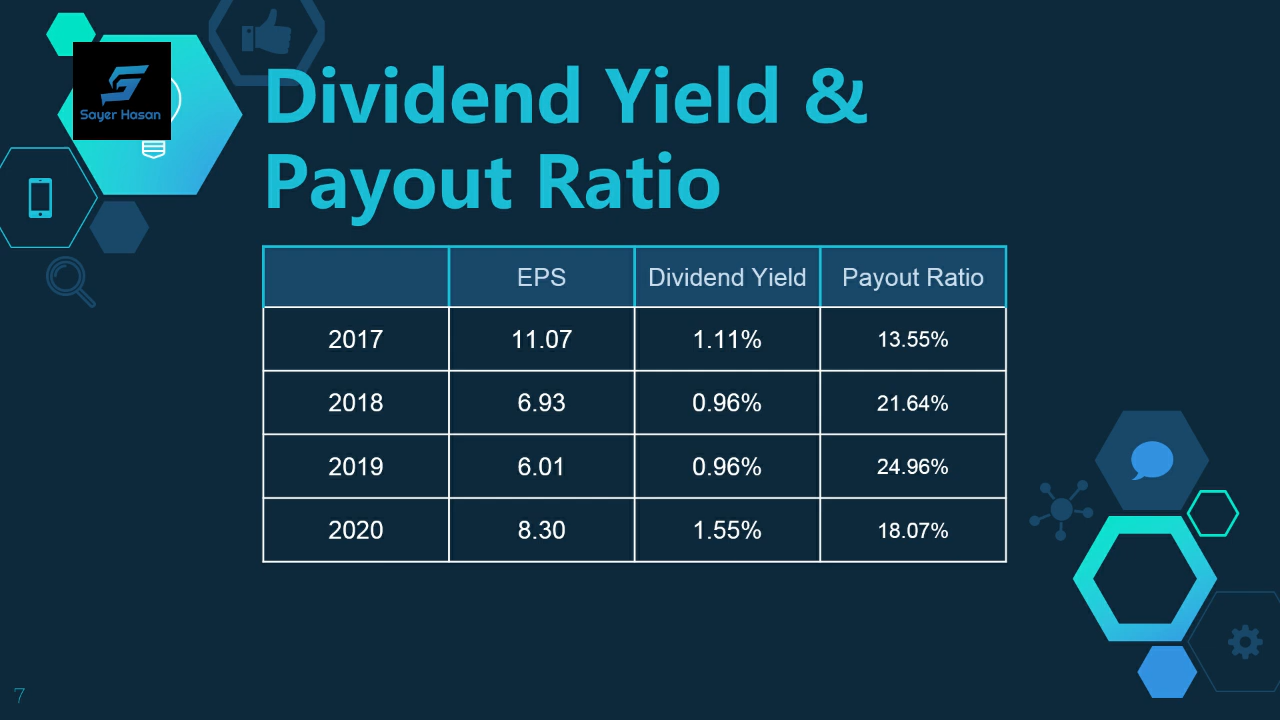 Sayer Hasan
Dividend Yield &
Payout Ratio
EPS Dividend Yield Payout Ratio
2017 11.07 1.11% 13.55%
2018 6.93 0.96% 21.64%
2019 6.01 0.96% 24.96%
2020 8.30 1.55% 18.07%
7